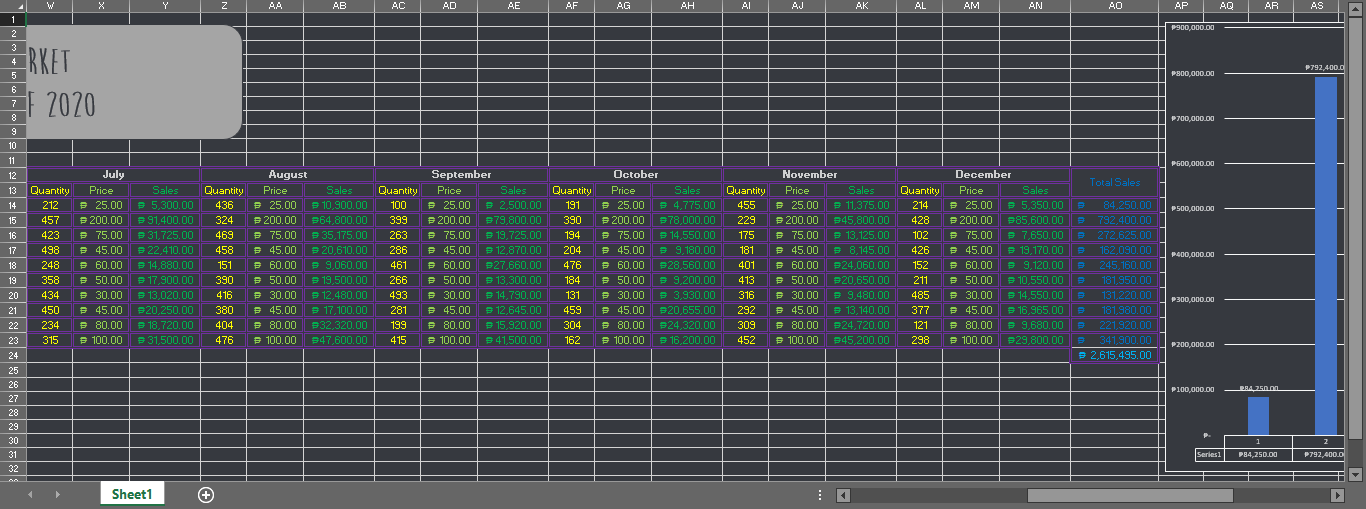 W X Y Z AA AB AC AD AE AF AG AH AI AJ AK AL AM AN AO AP AQ AR AS
1
2 ₱900,000.00
3
4 RKET ₱792,400.0
5 ₱800,000.00
6
7 F 2020
8 ₱700,000.00
9
10
11 ₱600,000.00
12 July August September October November December Total Sales
13 Quantity Price Sales Quantity Price Sales Quantity Price Sales Quantity Price Sales Quantity Price Sales Quantity Price Sales
14 212 ₱ 25.00 ₱ 5,300.00 436 ₱ 25.00 ₱ 10,900.00 100 ₱ 25.00 ₱ 2,500.00 191 ₱ 25.00 ₱ 4,775.00 455 ₱ 25.00 ₱ 11,375.00 214 ₱ 25.00 ₱ 5,350.00 ₱ 84,250.00 ₱500,000.00
15 457 ₱ 200.00 ₱ 91,400.00 324 ₱ 200.00 ₱ 64,800.00 399 ₱ 200.00 ₱ 79,800.00 390 ₱ 200.00 ₱ 78,000.00 229 ₱ 200.00 ₱ 45,800.00 428 ₱ 200.00 ₱ 85,600.00 ₱ 792,400.00
16 423 ₱ 75.00 ₱ 31,725.00 469 ₱ 75.00 ₱ 35,175.00 263 ₱ 75.00 ₱ 19,725.00 194 ₱ 75.00 ₱ 14,550.00 175 ₱ 75.00 ₱ 13,125.00 102 ₱ 75.00 ₱ 7,650.00 ₱ 272,625.00
17 498 ₱ 45.00 ₱ 22,410.00 458 ₱ 45.00 ₱ 20,610.00 286 ₱ 45.00 ₱ 12,870.00 204 ₱ 45.00 ₱ 9,180.00 181 ₱ 45.00 ₱ 8,145.00 426 ₱ 45.00 ₱ 19,170.00 ₱ 162,090.00 ₱400,000.00
18 248 ₱ 60.00 ₱ 14,880.00 151 ₱ 60.00 ₱ 9,060.00 461 ₱ 60.00 ₱ 27,660.00 476 ₱ 60.00 ₱ 28,560.00 401 ₱ 60.00 ₱ 24,060.00 152 ₱ 60.00 ₱ 9,120.00 ₱ 245,160.00
19 358 ₱ 50.00 ₱ 17,900.00 390 ₱ 50.00 ₱ 19,500.00 266 ₱ 50.00 ₱ 13,300.00 184 ₱ 50.00 ₱ 9,200.00 413 ₱ 50.00 ₱ 20,650.00 211 ₱ 50.00 ₱ 10,550.00 ₱ 181,950.00
20 434 ₱ 30.00 ₱ 13,020.00 416 ₱ 30.00 ₱ 12,480.00 493 ₱ 30.00 ₱ 14,790.00 131 ₱ 30.00 ₱ 3,930.00 316 ₱ 30.00 ₱ 9,480.00 485 ₱ 30.00 ₱ 14,550.00 ₱ 131,220.00 ₱300,000.00
21 450 ₱ 45.00 ₱ 20,250.00 380 ₱ 45.00 ₱ 17,100.00 281 ₱ 45.00 ₱ 12,645.00 459 ₱ 45.00 ₱ 20,655.00 292 ₱ 45.00 ₱ 13,140.00 377 ₱ 45.00 ₱ 16,965.00 ₱ 181,980.00
22 234 ₱ 80.00 ₱ 18,720.00 404 ₱ 80.00 ₱ 32,320.00 199 ₱ 80.00 ₱ 15,920.00 304 ₱ 80.00 ₱ 24,320.00 309 ₱ 80.00 ₱ 24,720.00 121 ₱ 80.00 ₱ 9,680.00 ₱ 221,920.00
23 315 ₱ 100.00 ₱ 31,500.00 476 ₱ 100.00 ₱ 47,600.00 415 ₱ 100.00 ₱ 41,500.00 162 ₱ 100.00 ₱ 16,200.00 452 ₱ 100.00 ₱ 45,200.00 298 ₱ 100.00 ₱ 29,800.00 ₱ 341,900.00 ₱200,000.00
24 ₱ 2,615,495.00
25
26
27 ₱100,000.00 ₱84,250.00
28
29
30 ₱- 1 2
31 Series1 ₱84,250.00 ₱792,400.0
32
Sheet1